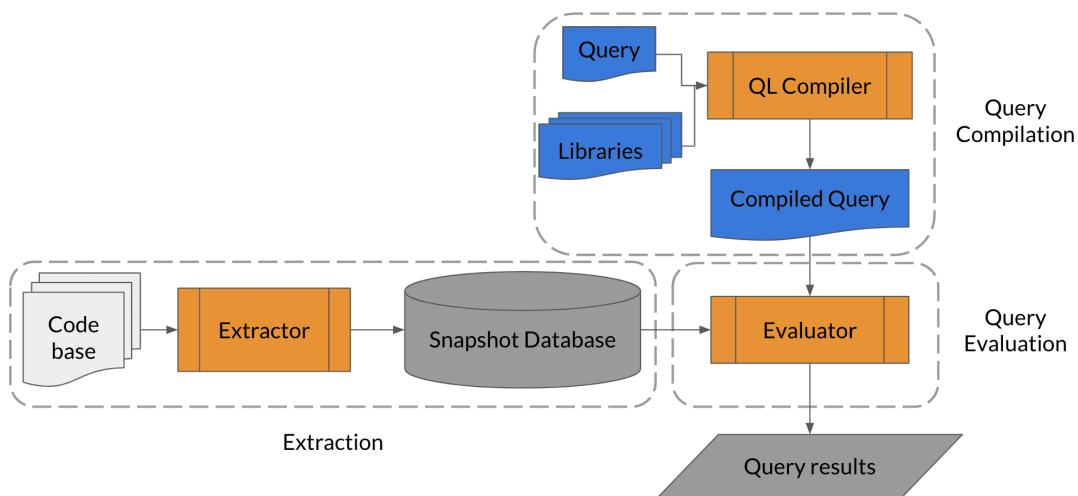 Query
QL Compiler
Query
Compilation
Libraries
Compiled Query
Code
base
Extractor
Snapshot Database
Evaluator
Query
Evaluation
Extraction
Query results